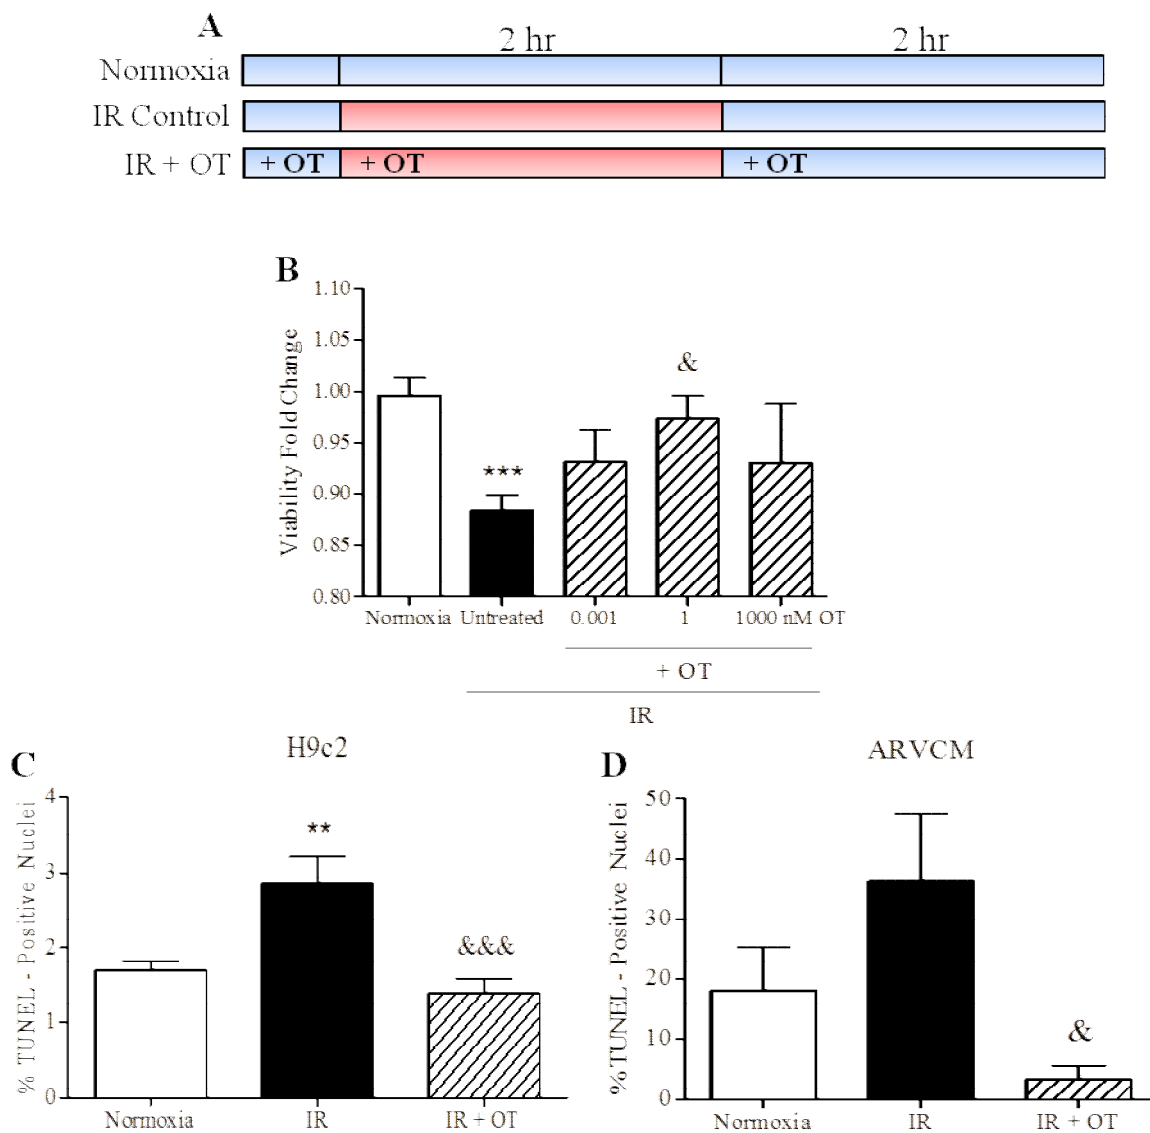 A
2 hr 2 hr
Normoxia
IR Control
IR + OT + OT + OT + OT
B
Viability Fold Change
1.10
1.05
1.00
0.95
0.90
0.85
0.80
***
&
Normoxia Untreated 0.001 1 1000 nM OT
+ OT
IR
C
H9c2
% TUNEL - Positive Nuclei
4
3
2
1
0
**
&&&
Normoxia IR IR + OT
D
ARVCM
% TUNEL - Positive Nuclei
50
40
30
20
10
0
&
Normoxia IR IR + OT